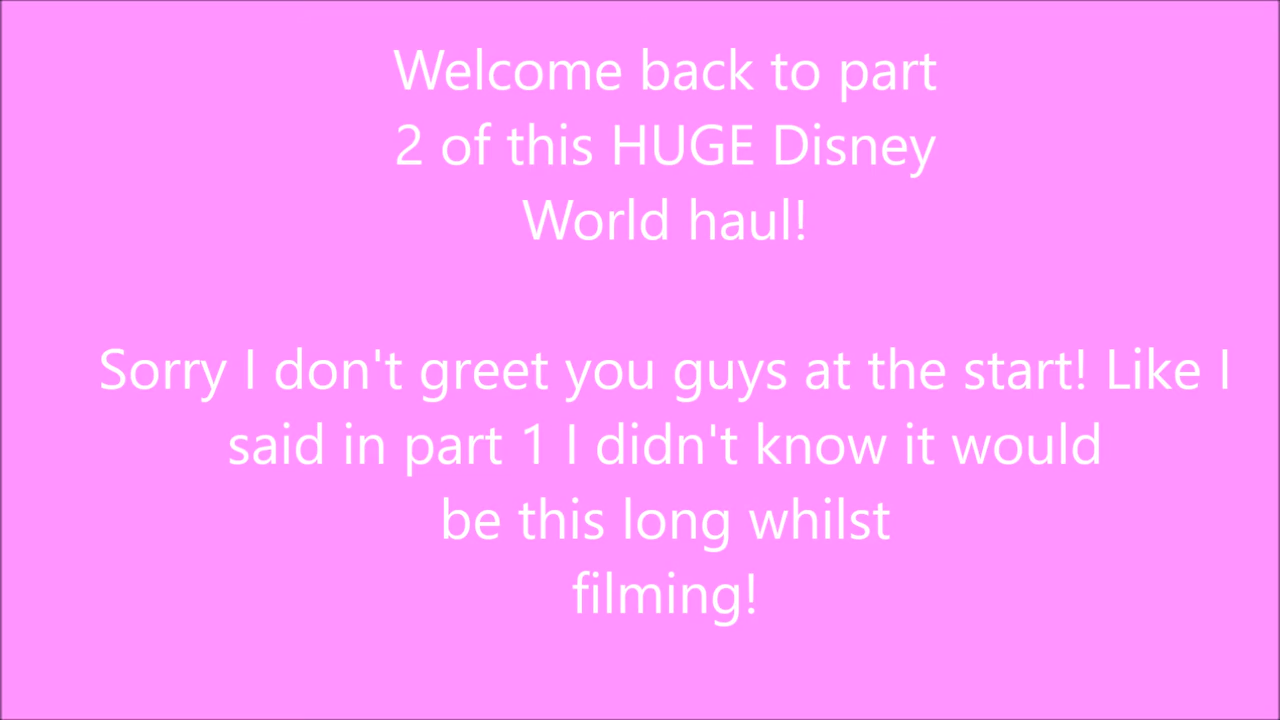 Welcome back to part
2 of this HUGE Disney
World haul!
Sorry I don't greet you guys at the start! Like I
said in part 1 I didn't know it would
be this long whilst
filming!